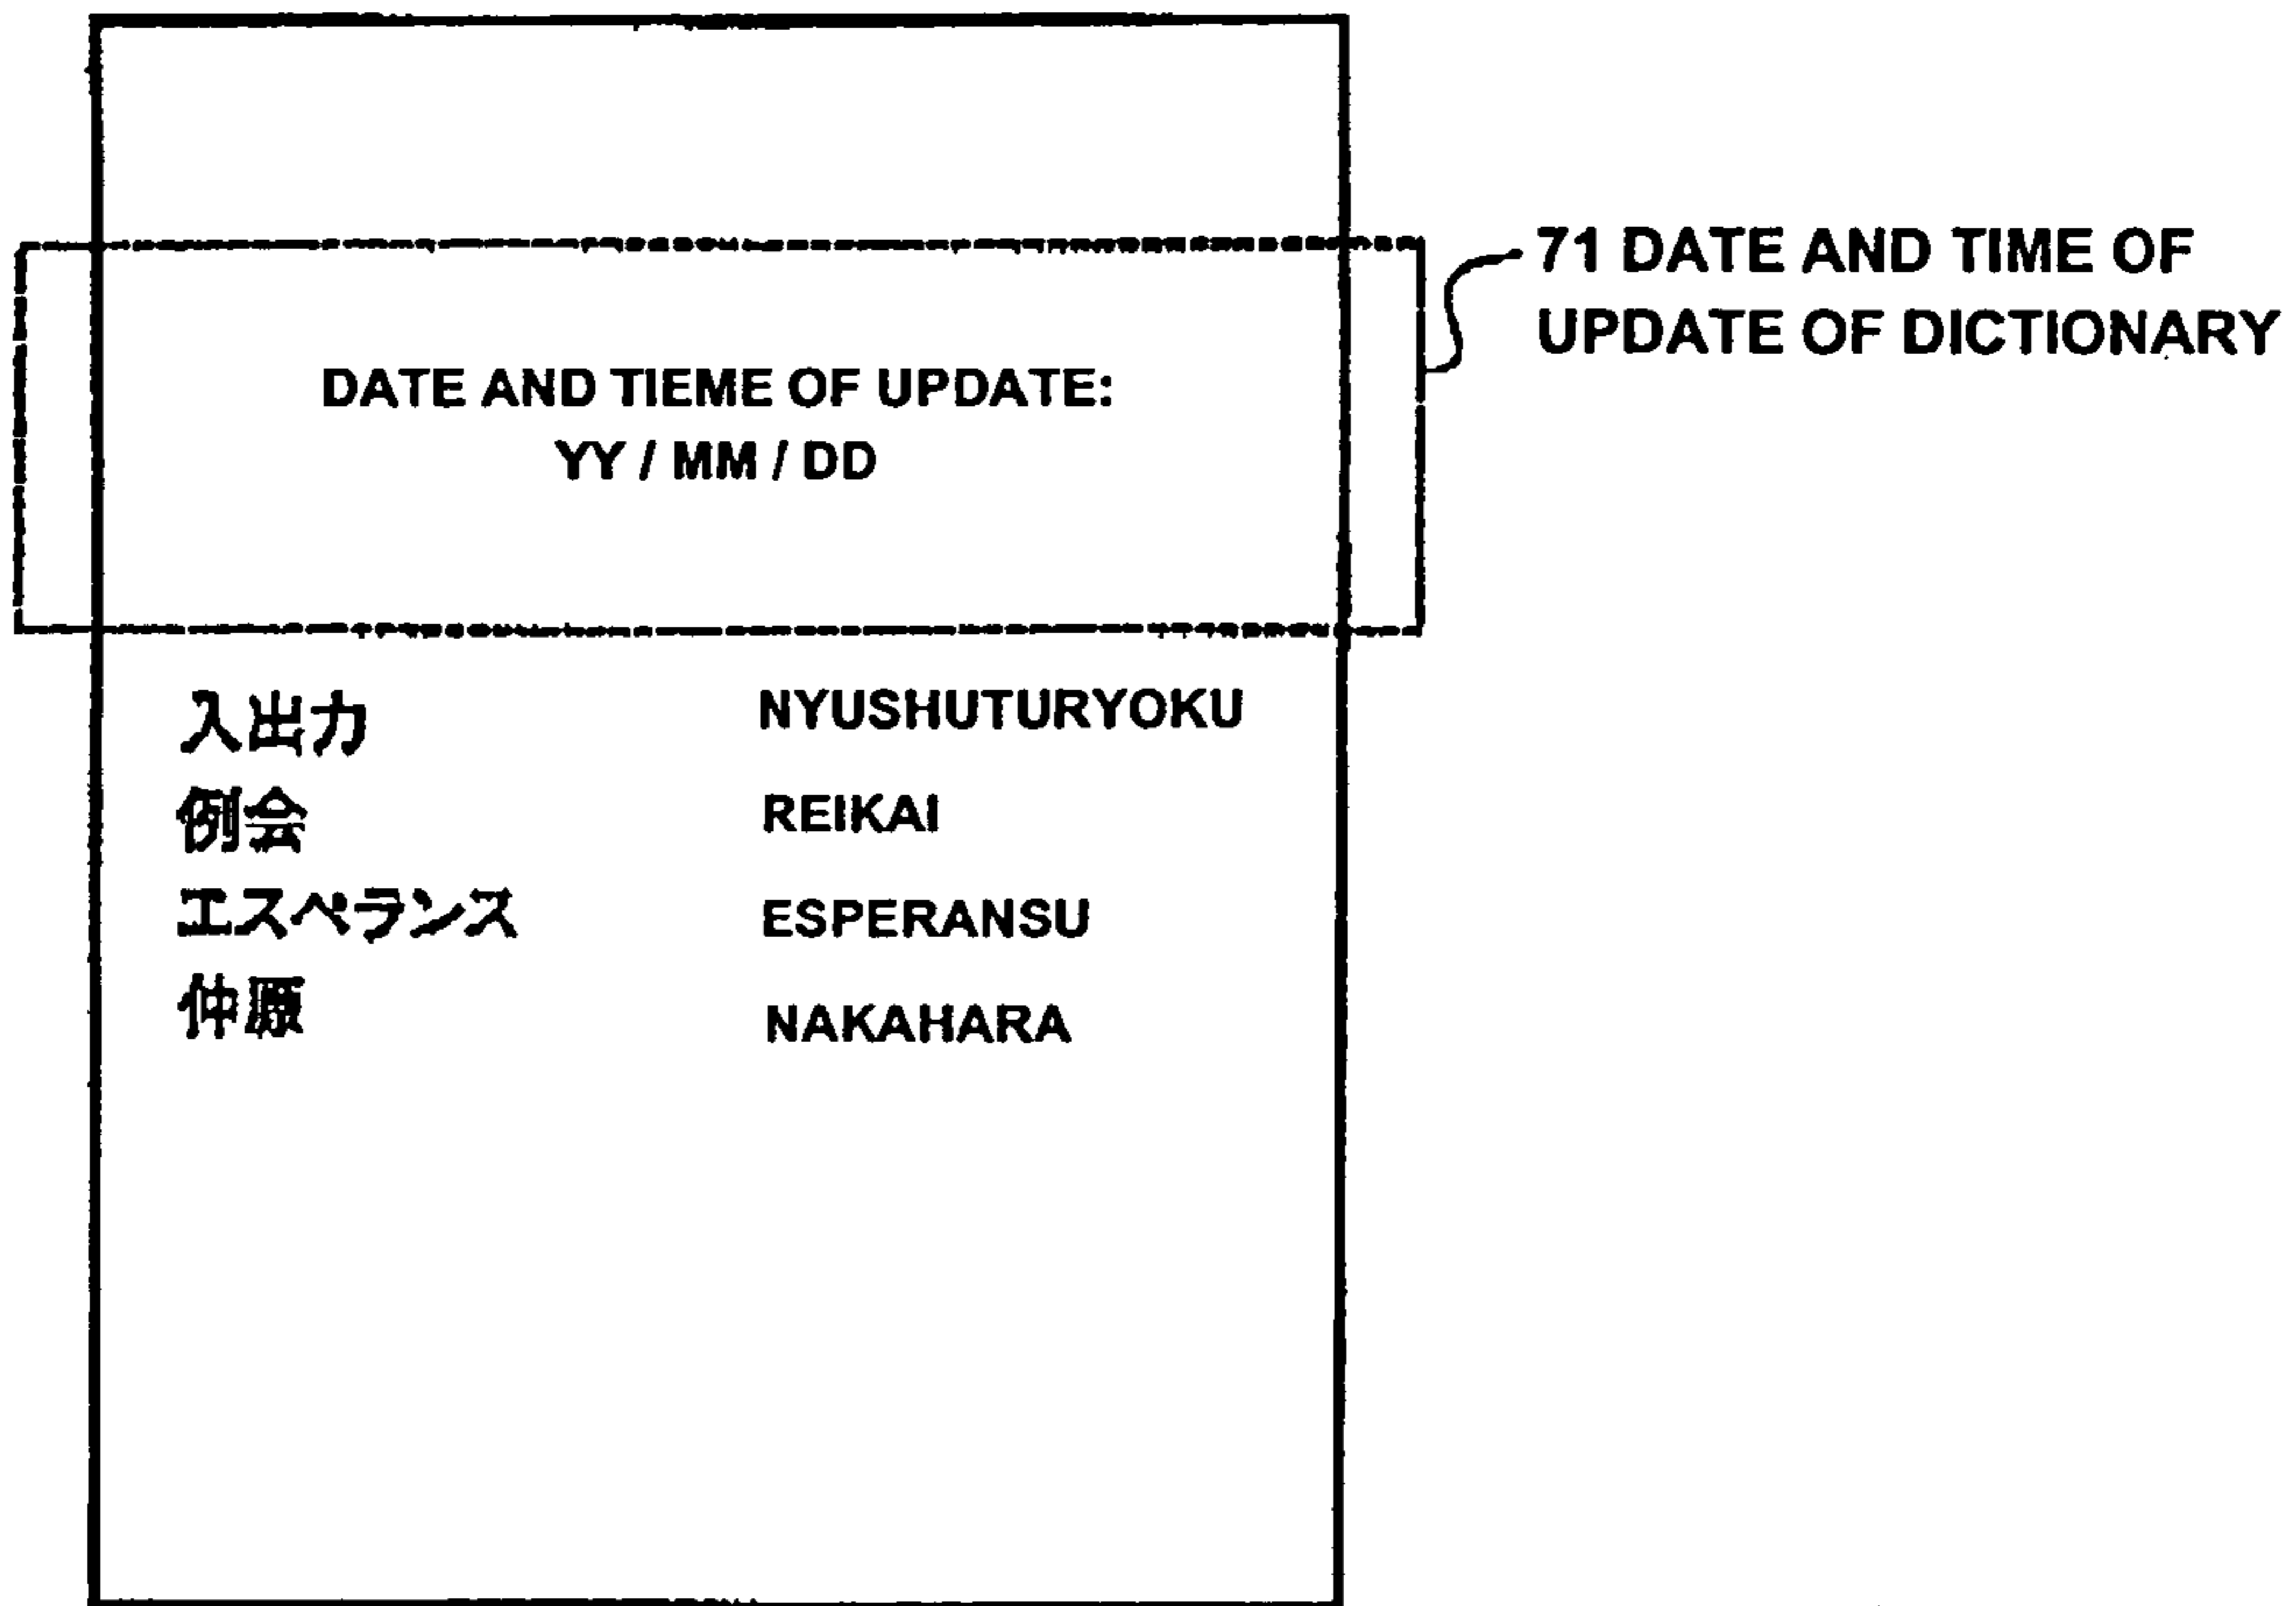 71 DATE AND TIME OF
UPDATE OF DICTIONARY
DATE AND TIEME OF UPDATE:
YY / MM / DD
入出力 NYUSHUTURYOKU
例会 REIKAI
エスペランス ESPERANSU
仲原 NAKAHARA